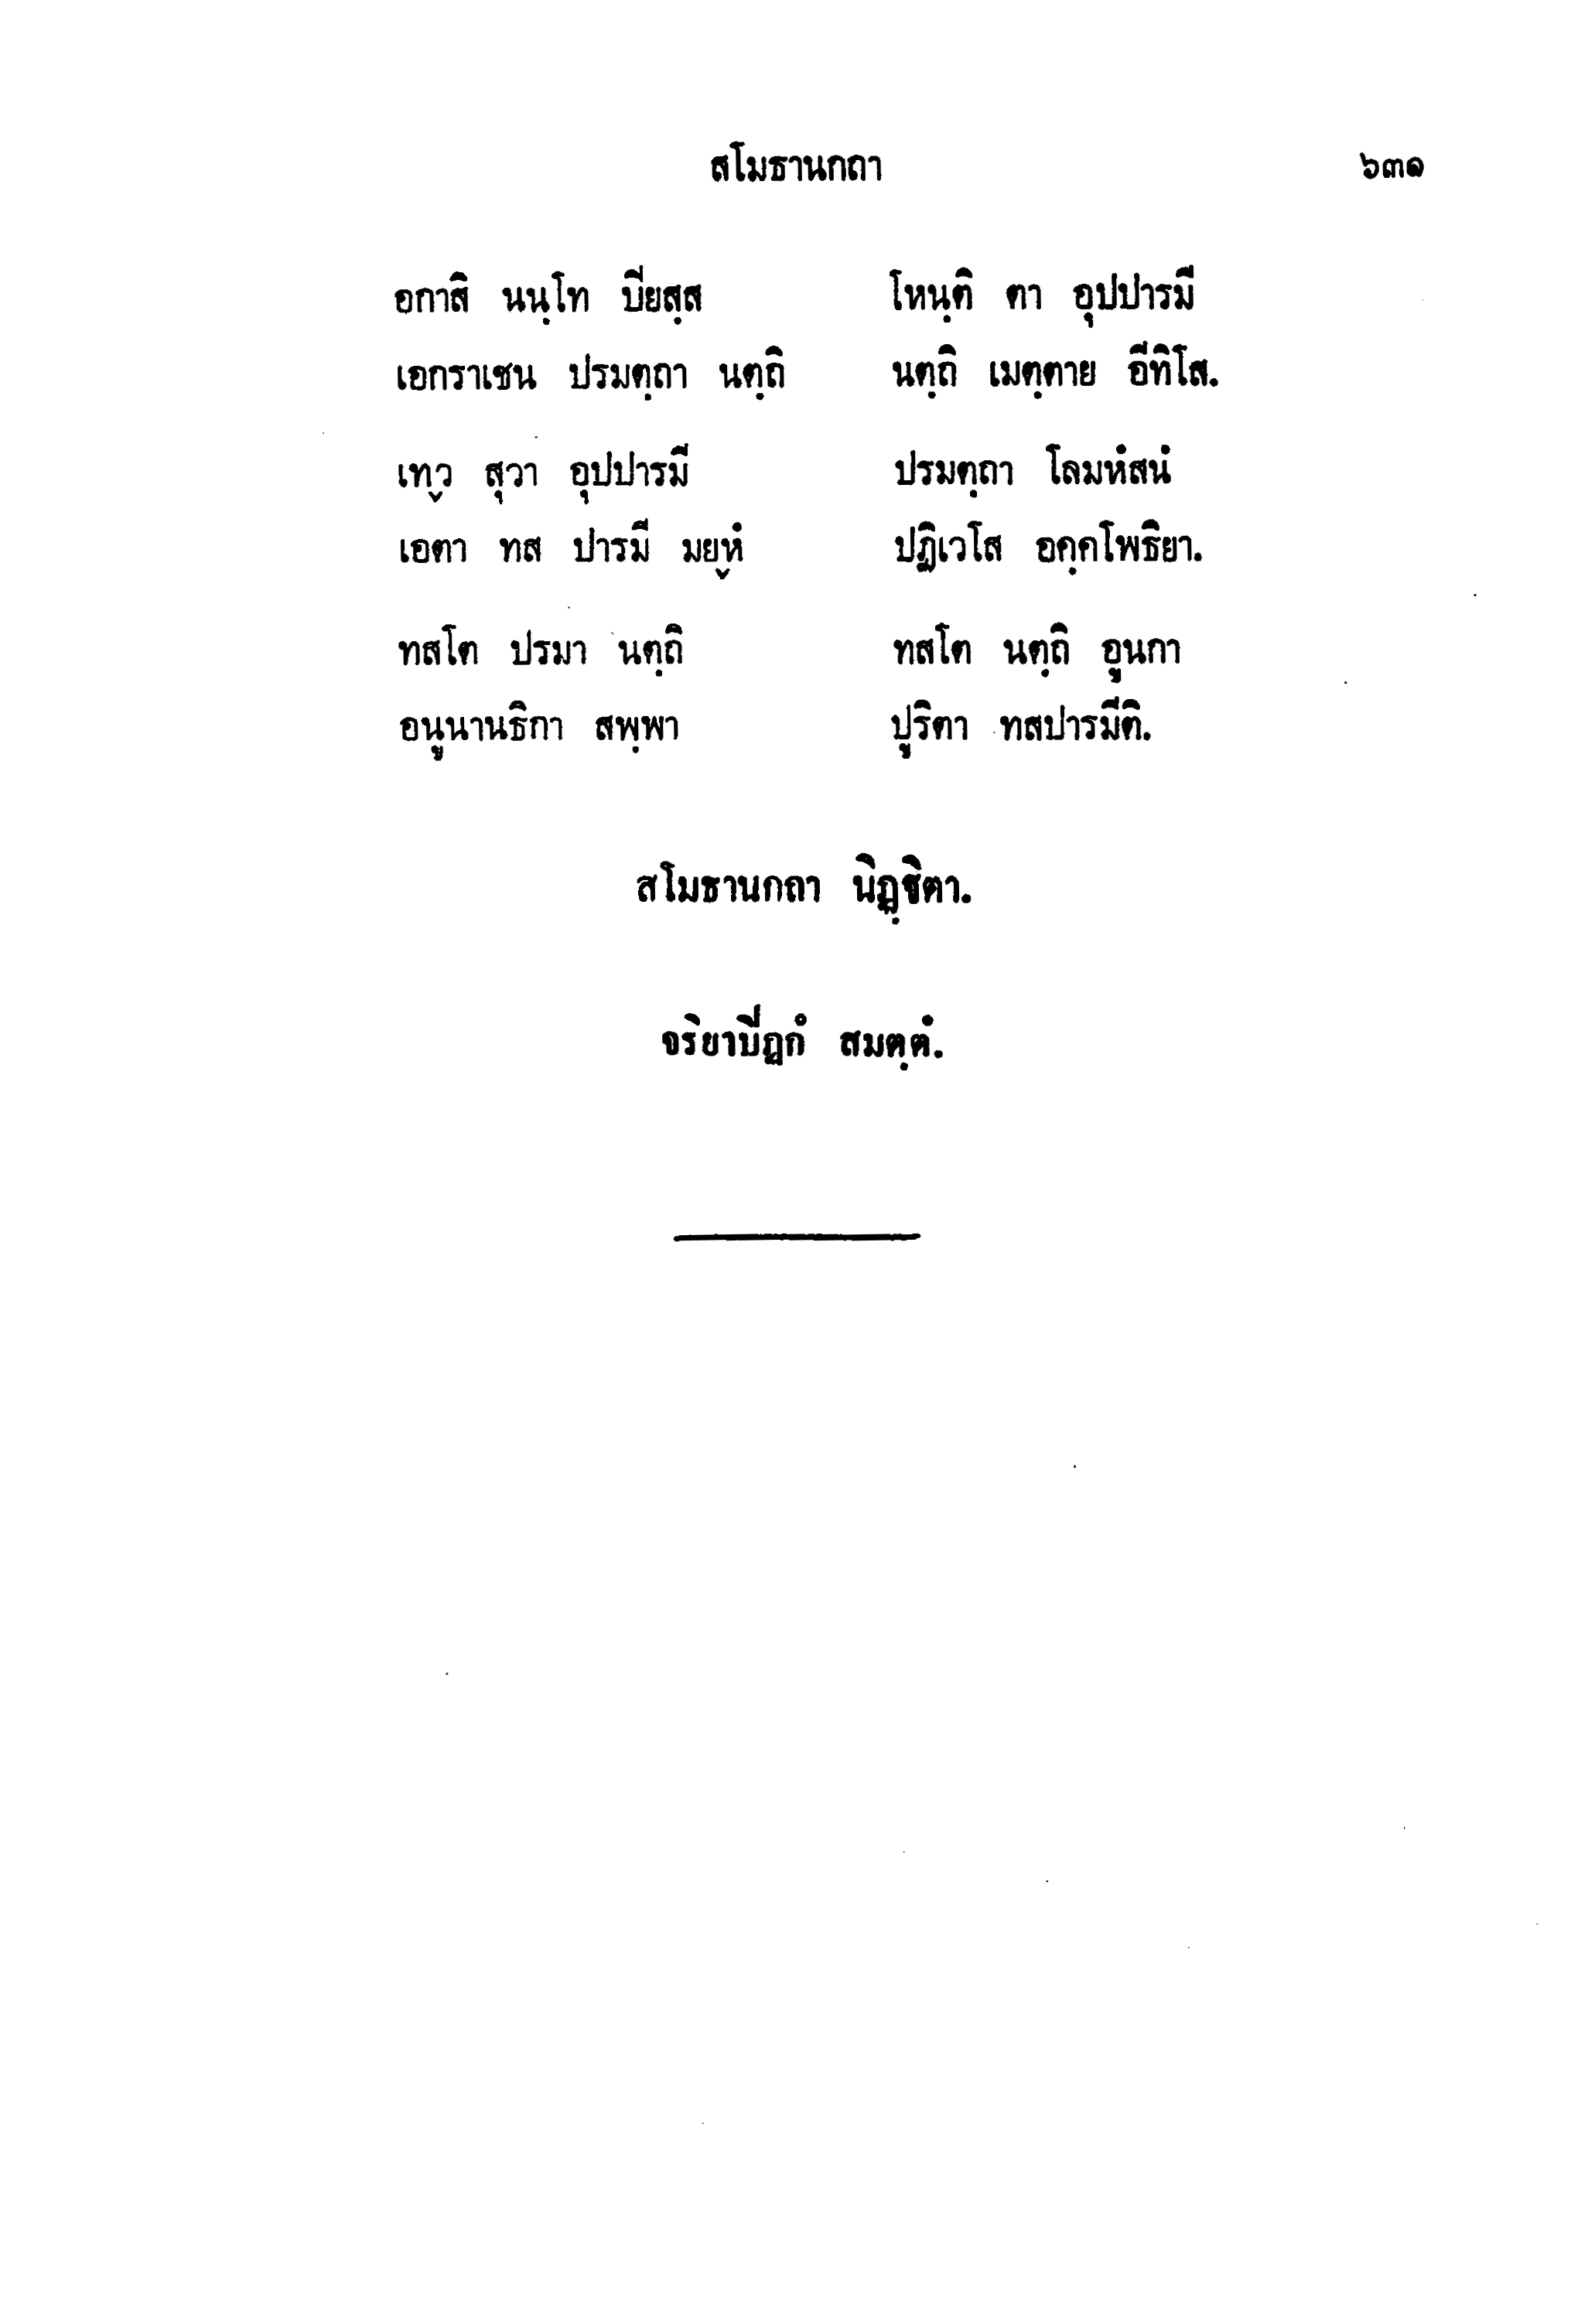 สโมธานกถา ๖๓๑
อกาสิ นนฺโท ปิยสฺส โหนฺติ ตา อุปปารมี
เอกราเชน ปรมตฺถา นตฺถิ นตฺถิ เมตฺตาย อีทิโส.
เทฺว สุวา อุปปารมี ปรมตฺถา โลมหํสนํ
เอตา ทส ปารมี มยฺหํ ปฏิเวโส อคฺคโพธิยา.
ทสโต ปรมา นตฺถิ ทสโต นตฺถิ อูนกา
อนูนานธิกา สพฺพา ปูริตา ทสปารมีติ.
สโมธานกถา นิฏฺฐิตา.
จริยาปิฏกํ สมตฺตํ.